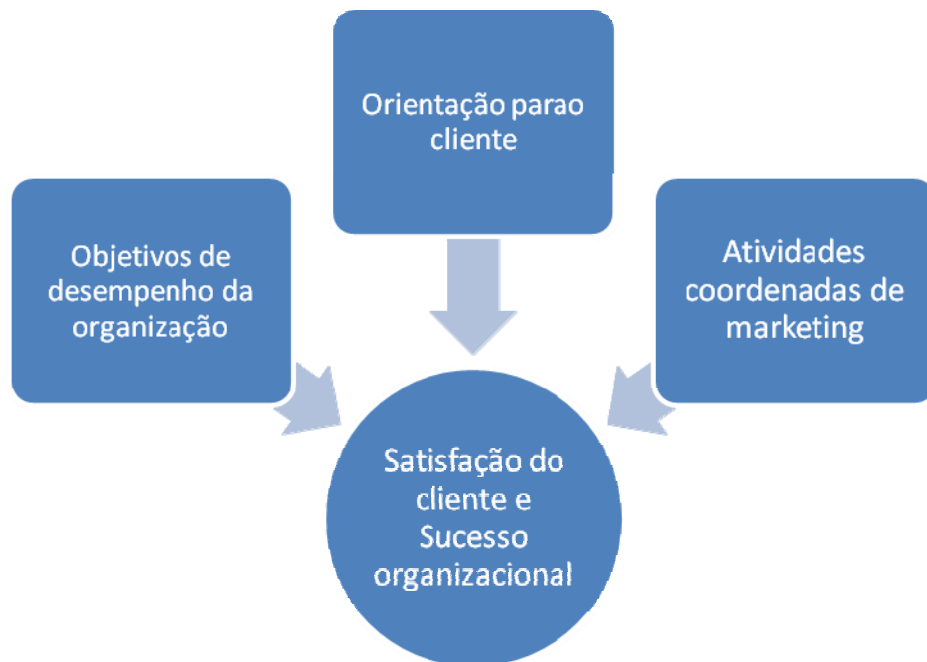 Orientação parao
cliente
Objetivos de
desempenho da
organização
Atividades
coordenadas de
marketing
Satisfação do
cliente e
Sucesso
organizacional